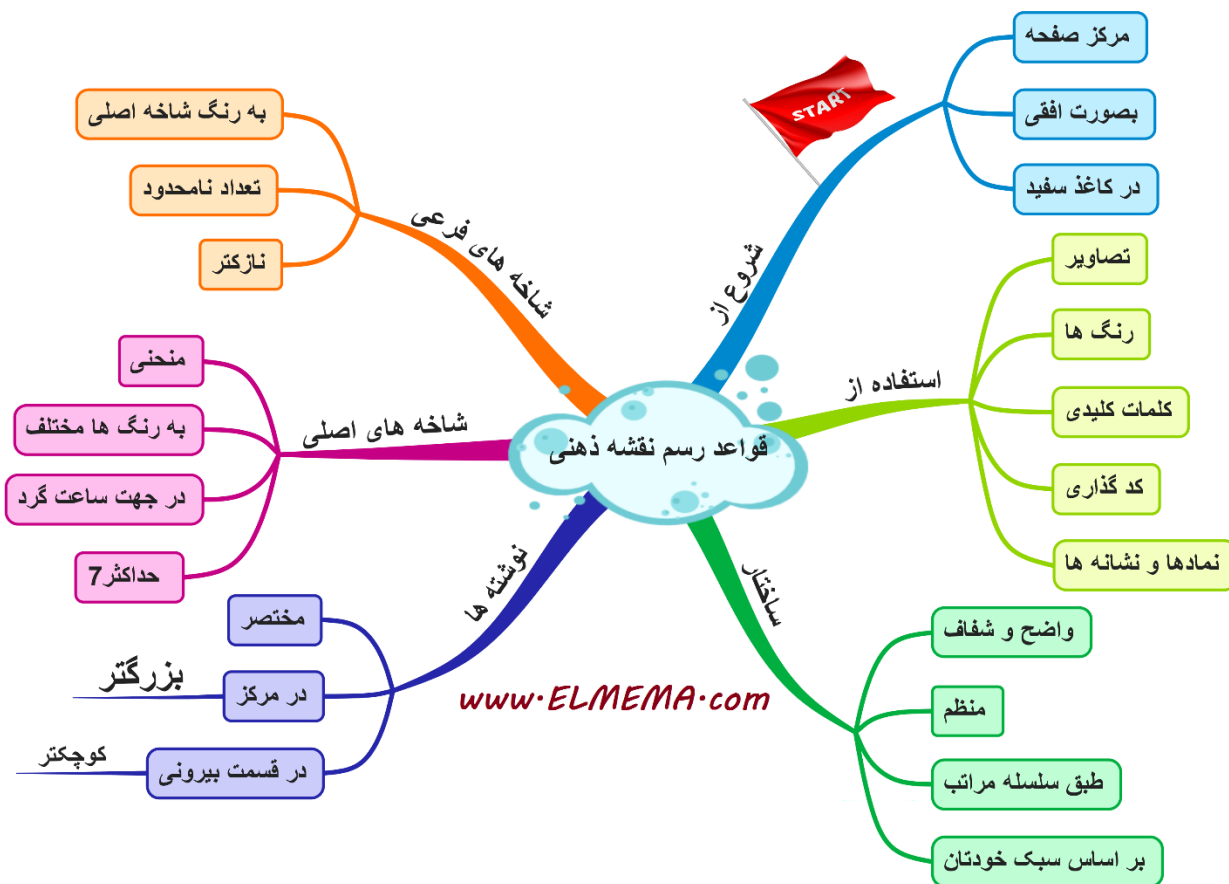 قواعد رسم نقشه ذهنی
START
شروع از
مرکز صفحه
بصورت افقی
در کاغذ سفید
استفاده از
تصاویر
رنگ ها
کلمات کلیدی
کد گذاری
نمادها و نشانه ها
ساختار
واضح و شفاف
منظم
طبق سلسله مراتب
بر اساس سبک خودتان
نوشته ها
مختصر
در مرکز
بزرگتر
در قسمت بیرونی
کوچکتر
شاخه های اصلی
منحنی
به رنگ ها مختلف
در جهت ساعت گرد
حداکثر7
شاخه های فرعی
به رنگ شاخه اصلی
تعداد نامحدود
نازکتر
www.ELMEMA.com